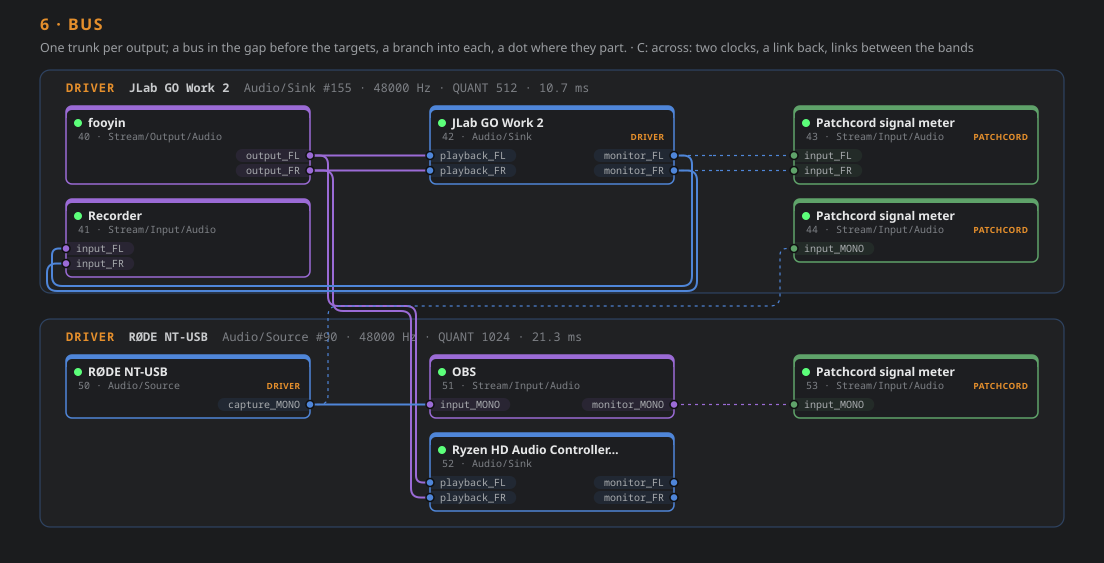 6 · BUS
One trunk per output; a bus in the gap before the targets, a branch into each, a dot where they part. · C: across: two clocks, a link back, links between the bands
DRIVER JLab GO Work 2 Audio/Sink #155 · 48000 Hz · QUANT 512 · 10.7 ms
fooyin
40 · Stream/Output/Audio
output_FL
output_FR
JLab GO Work 2
42 · Audio/Sink
DRIVER
playback_FL
monitor_FL
playback_FR
monitor_FR
Patchcord signal meter
43 · Stream/Input/Audio
PATCHCORD
input_FL
input_FR
Recorder
41 · Stream/Input/Audio
input_FL
input_FR
Patchcord signal meter
44 · Stream/Input/Audio
PATCHCORD
input_MONO
DRIVER RØDE NT-USB Audio/Source #90 · 48000 Hz · QUANT 1024 · 21.3 ms
RØDE NT-USB
50 · Audio/Source
DRIVER
capture_MONO
OBS
51 · Stream/Input/Audio
input_MONO
monitor_MONO
Patchcord signal meter
53 · Stream/Input/Audio
PATCHCORD
input_MONO
Ryzen HD Audio Controller...
52 · Audio/Sink
playback_FL
monitor_FL
playback_FR
monitor_FR